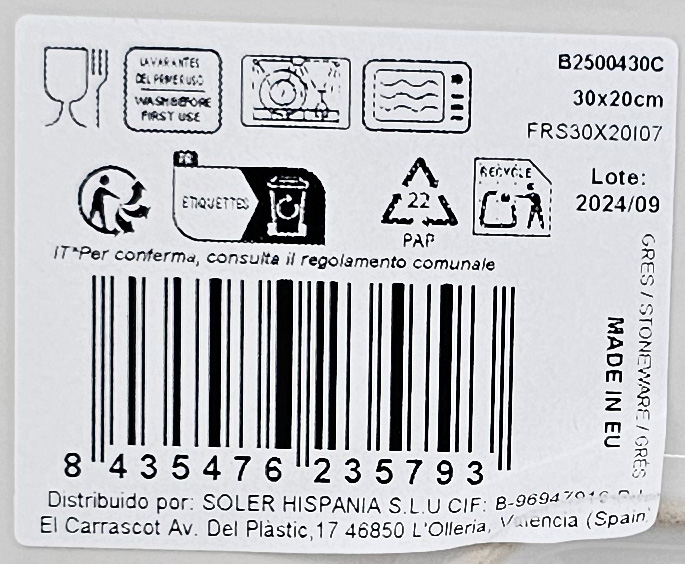 LAVAR ANTES
DEL PRIMER USO
WASH BEFORE
FIRST USE
B2500430C
30x20cm
FRS30X20I07
FR
ETIQUETTES
22
PAP
RECYCLE
Lote:
2024/09
IT*Per conferma, consulta il regolamento comunale
GRES / STONEWARE / GRÈS
MADE IN EU
8 435476 235793
Distribuido por: SOLER HISPANIA S.L.U CIF:
El Carrascot Av. Del Plàstic,17 46850 L'Olleria, Valencia (Spain)